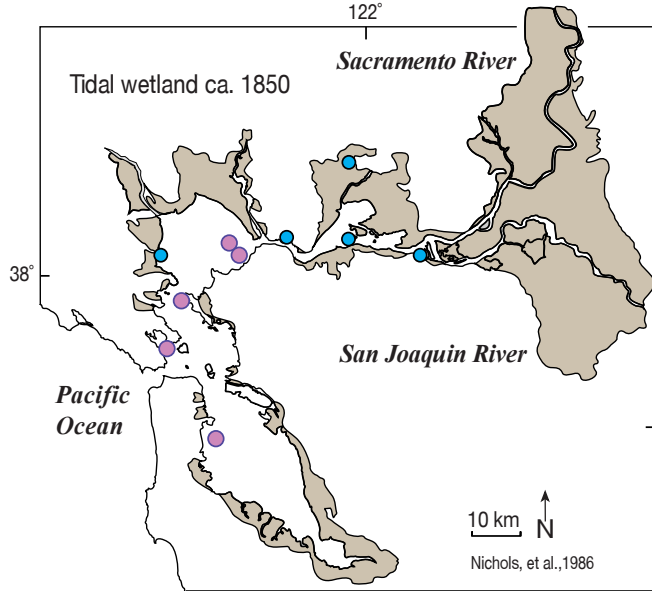 122°
Sacramento River
Tidal wetland ca. 1850
38°
San Joaquin River
Pacific
Ocean
10 km
N
Nichols, et al.,1986